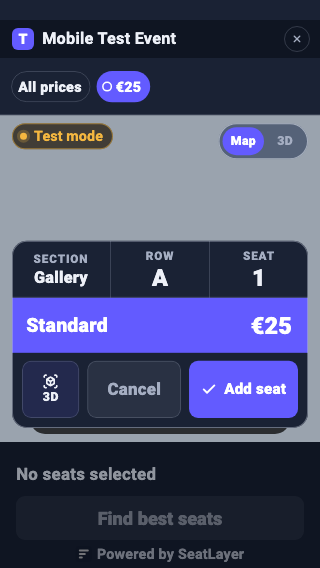 T Mobile Test Event
All prices €25
Test mode
Map 3D
SECTION ROW SEAT
Gallery A 1
Standard €25
3D Cancel Add seat
No seats selected
Find best seats
Powered by SeatLayer